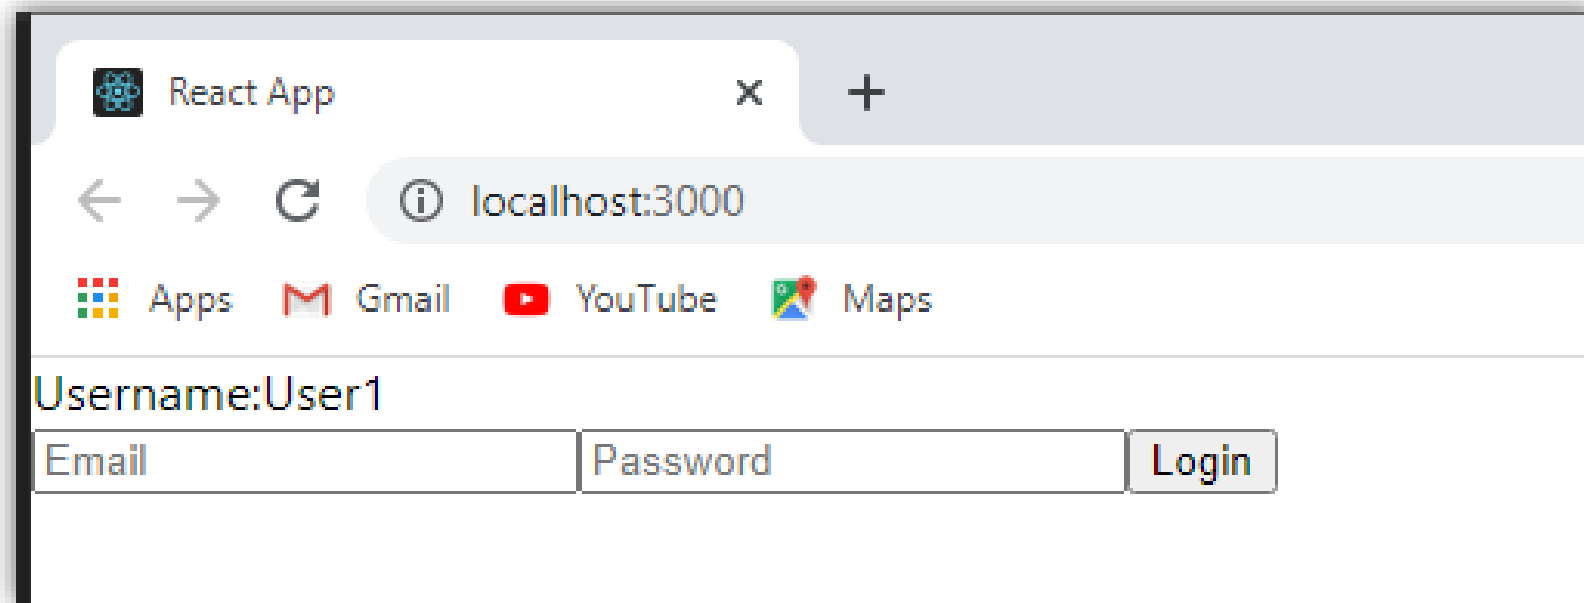 React App
localhost:3000
Apps Gmail YouTube Maps
Username:User1
Email Password Login